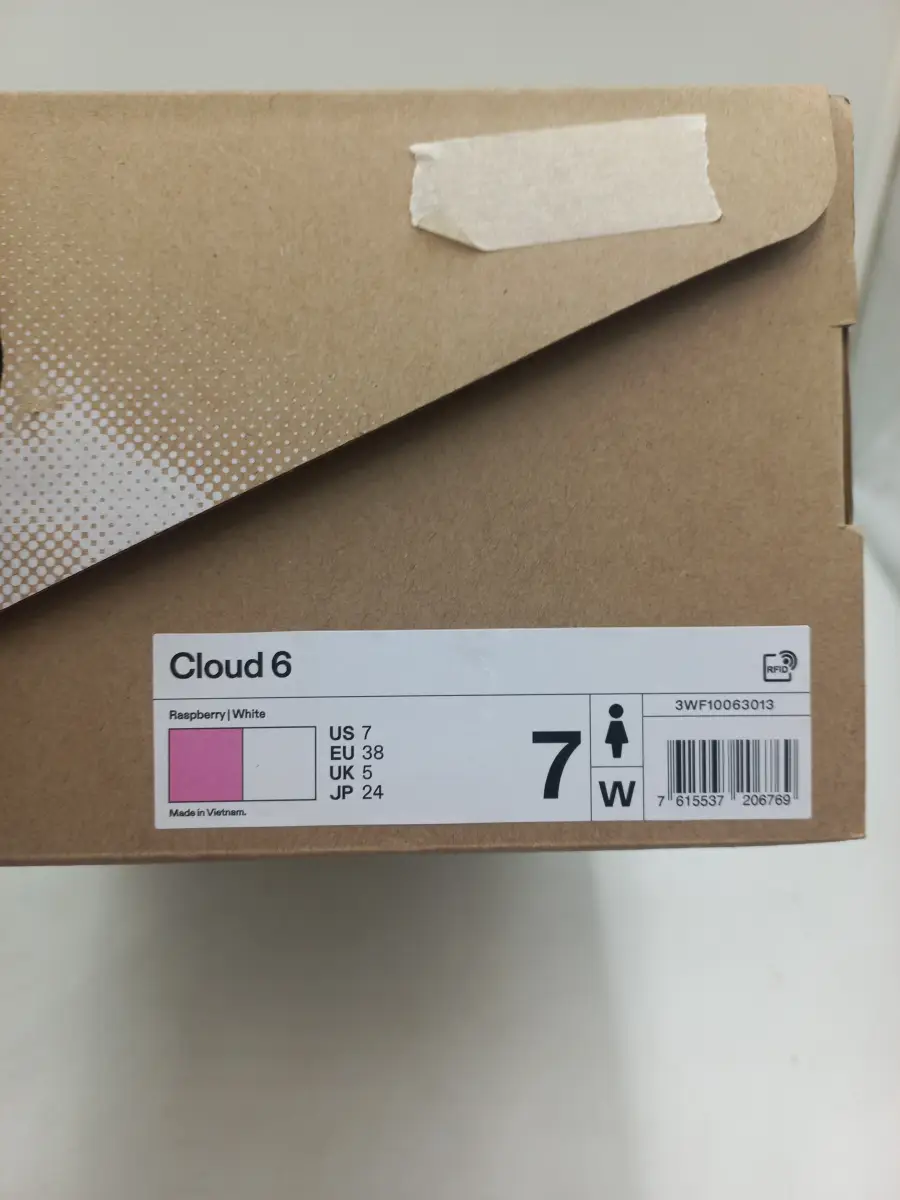 Cloud 6
RFID
Raspberry | White
US 7
EU 38
UK 5
JP 24
Made in Vietnam.
7
W
3WF10063013
7 615537 206769